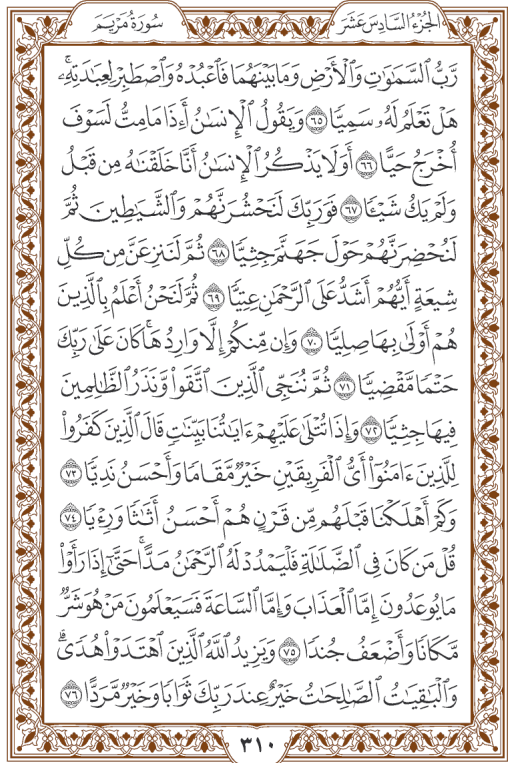 الجزء السادس عشر
سورة مريم
رَّبُّ ٱلسَّمَٰوَٰتِ وَٱلْأَرْضِ وَمَا بَيْنَهُمَا فَٱعْبُدْهُ وَٱصْطَبِرْ لِعِبَٰدَتِهِۦۚ
هَلْ تَعْلَمُ لَهُۥ سَمِيًّا ٦٥ وَيَقُولُ ٱلْإِنسَٰنُ أَءِذَا مَا مِتُّ لَسَوْفَ
أُخْرَجُ حَيًّا ٦٦ أَوَلَا يَذْكُرُ ٱلْإِنسَٰنُ أَنَّا خَلَقْنَٰهُ مِن قَبْلُ
وَلَمْ يَكُ شَيْـًٔا ٦٧ فَوَرَبِّكَ لَنَحْشُرَنَّهُمْ وَٱلشَّيَٰطِينَ ثُمَّ
لَنُحْضِرَنَّهُمْ حَوْلَ جَهَنَّمَ جِثِيًّا ٦٨ ثُمَّ لَنَنزِعَنَّ مِن كُلِّ
شِيعَةٍ أَيُّهُمْ أَشَدُّ عَلَى ٱلرَّحْمَٰنِ عِتِيًّا ٦٩ ثُمَّ لَنَحْنُ أَعْلَمُ بِٱلَّذِينَ
هُمْ أَوْلَىٰ بِهَا صِلِيًّا ٧٠ وَإِن مِّنكُمْ إِلَّا وَارِدُهَاۚ كَانَ عَلَىٰ رَبِّكَ
حَتْمًا مَّقْضِيًّا ٧١ ثُمَّ نُنَجِّى ٱلَّذِينَ ٱتَّقَوا۟ وَّنَذَرُ ٱلظَّٰلِمِينَ
فِيهَا جِثِيًّا ٧٢ وَإِذَا تُتْلَىٰ عَلَيْهِمْ ءَايَٰتُنَا بَيِّنَٰتٍ قَالَ ٱلَّذِينَ كَفَرُوا۟
لِلَّذِينَ ءَامَنُوٓا۟ أَىُّ ٱلْفَرِيقَيْنِ خَيْرٌ مَّقَامًا وَأَحْسَنُ نَدِيًّا ٧٣
وَكَمْ أَهْلَكْنَا قَبْلَهُم مِّن قَرْنٍ هُمْ أَحْسَنُ أَثَٰثًا وَرِءْيًا ٧٤
قُلْ مَن كَانَ فِى ٱلضَّلَٰلَةِ فَلْيَمْدُدْ لَهُ ٱلرَّحْمَٰنُ مَدًّاۚ حَتَّىٰٓ إِذَا رَأَوْا۟
مَا يُوعَدُونَ إِمَّا ٱلْعَذَابَ وَإِمَّا ٱلسَّاعَةَ فَسَيَعْلَمُونَ مَنْ هُوَ شَرٌّ
مَّكَانًا وَأَضْعَفُ جُندًا ٧٥ وَيَزِيدُ ٱللَّهُ ٱلَّذِينَ ٱهْتَدَوْا۟ هُدًىۗ
وَٱلْبَٰقِيَٰتُ ٱلصَّٰلِحَٰتُ خَيْرٌ عِندَ رَبِّكَ ثَوَابًا وَخَيْرٌ مَّرَدًّا ٧٦
٣١٠